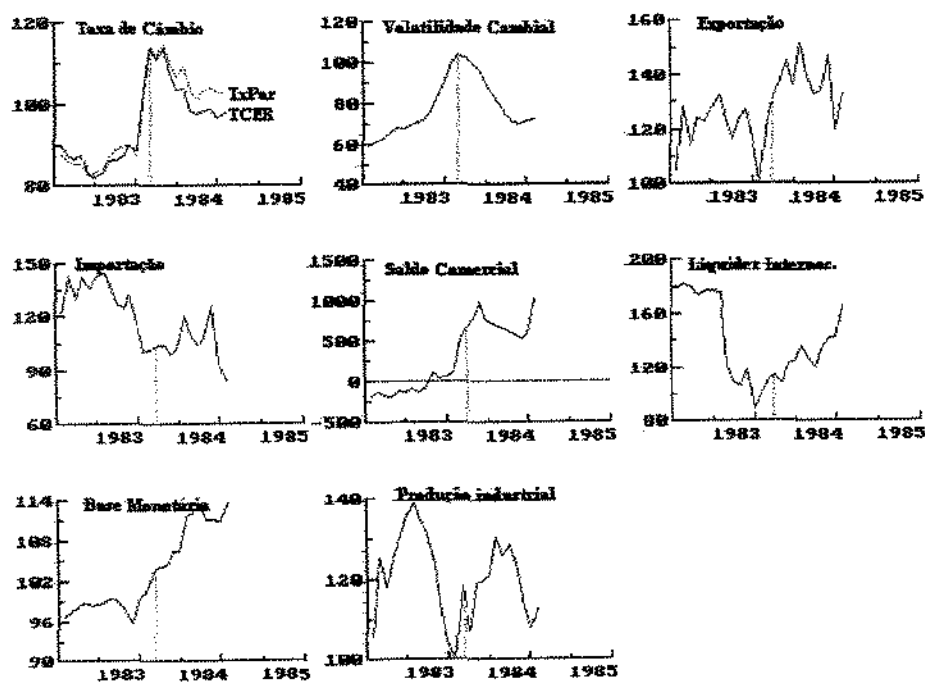 Taxa de Câmbio
120
100
80
TxPar
TCER
1983 1984 1985
Volatilidade Cambial
120
100
80
60
40
1983 1984 1985
Exportação
160
140
120
100
1983 1984 1985
Importação
150
120
90
60
1983 1984 1985
Saldo Comercial
1500
1000
500
0
-500
1983 1984 1985
Liquidez Internac.
200
160
120
80
1983 1984 1985
Base Monetaria
114
108
102
96
90
1983 1984 1985
Produção industrial
140
120
100
1983 1984 1985